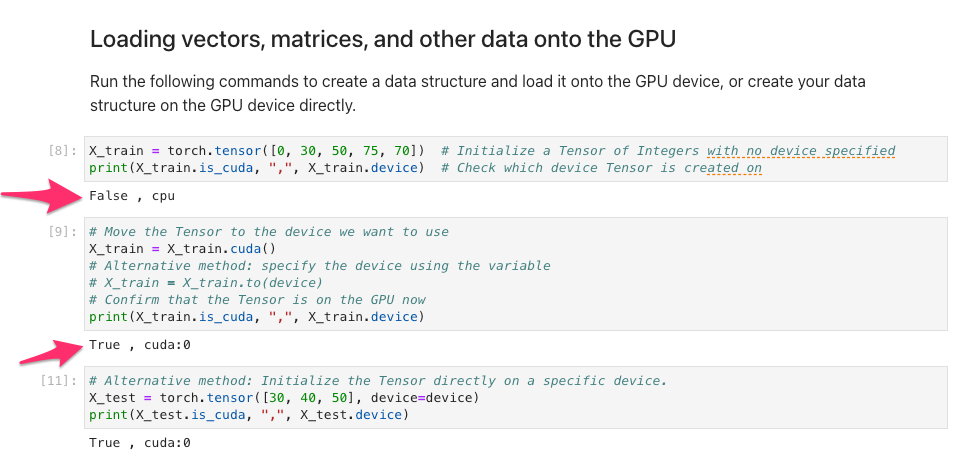 Loading vectors, matrices, and other data onto the GPU
Run the following commands to create a data structure and load it onto the GPU device, or create your data
structure on the GPU device directly.
[8]: X_train = torch.tensor([0, 30, 50, 75, 70])  # Initialize a Tensor of Integers with no device specified
print(X_train.is_cuda, ",", X_train.device)  # Check which device Tensor is created on
False , cpu
[9]: # Move the Tensor to the device we want to use
X_train = X_train.cuda()
# Alternative method: specify the device using the variable
# X_train = X_train.to(device)
# Confirm that the Tensor is on the GPU now
print(X_train.is_cuda, ",", X_train.device)
True , cuda:0
[11]: # Alternative method: Initialize the Tensor directly on a specific device.
X_test = torch.tensor([30, 40, 50], device=device)
print(X_test.is_cuda, ",", X_test.device)
True , cuda:0